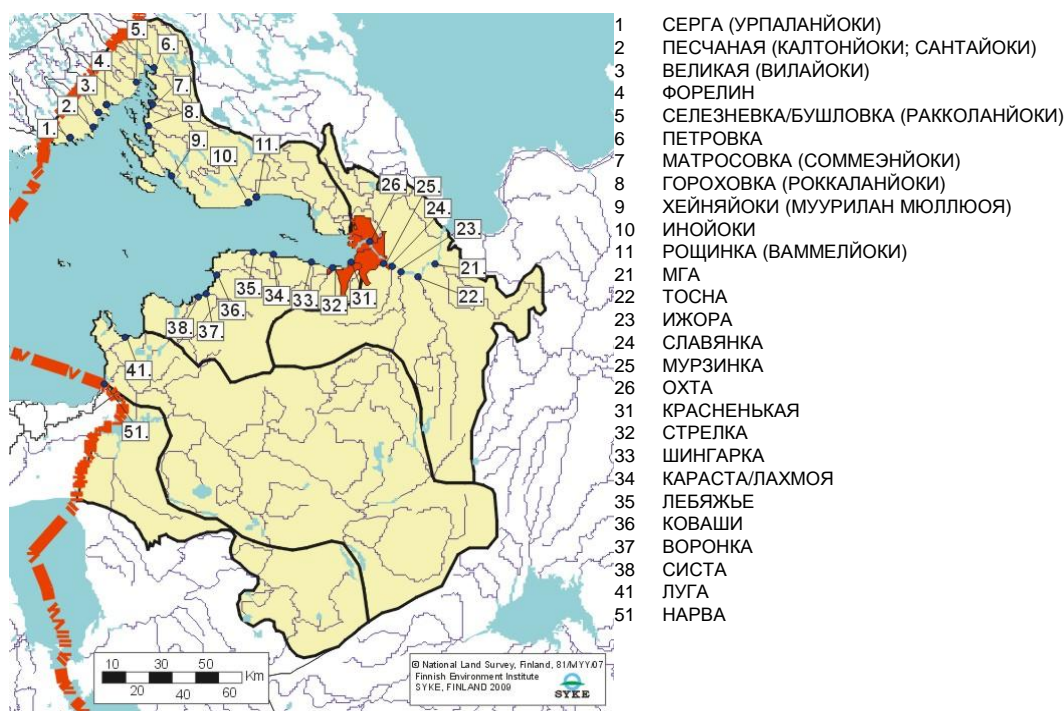 1 СЕРГА (УРПАЛАНЙОКИ)
2 ПЕСЧАНАЯ (КАЛТОНЙОКИ; САНТАЙОКИ)
3 ВЕЛИКАЯ (ВИЛАЙОКИ)
4 ФОРЕЛИН
5 СЕЛЕЗНЕВКА/БУШЛОВКА (РАККОЛАНЙОКИ)
6 ПЕТРОВКА
7 МАТРОСОВКА (СОММЕЭНЙОКИ)
8 ГОРОХОВКА (РОККАЛАНЙОКИ)
9 ХЕЙНЯЙОКИ (МУУРИЛАН МЮЛЛЮОЯ)
10 ИНОЙОКИ
11 РОЩИНКА (ВАММЕЛЙОКИ)
21 МГА
22 ТОСНА
23 ИЖОРА
24 СЛАВЯНКА
25 МУРЗИНКА
26 ОХТА
31 КРАСНЕНЬКАЯ
32 СТРЕЛКА
33 ШИНГАРКА
34 КАРАСТА/ЛАХМОЯ
35 ЛЕБЯЖЬЕ
36 КОВАШИ
37 ВОРОНКА
38 СИСТА
41 ЛУГА
51 НАРВА
5.
4.
6.
3.
7.
2.
8.
1.
9.
10.
11.
26.
25.
24.
23.
21.
22.
35.
34.
33.
32.
31.
36.
38.
37.
41.
51.
10 30 50
Km
20 40 60
© National Land Survey, Finland, 81/MYY/07
Finnish Environment Institute
SYKE, FINLAND 2009
SYKE